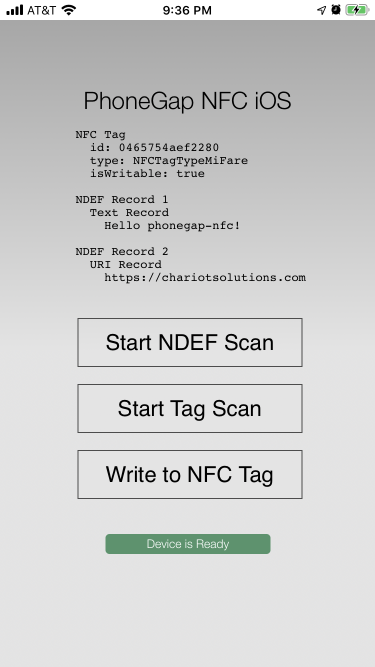 AT&T 9:36 PM
PhoneGap NFC iOS
NFC Tag
id: 0465754aef2280
type: NFCTagTypeMiFare
isWritable: true
NDEF Record 1
Text Record
Hello phonegap-nfc!
NDEF Record 2
URI Record
https://chariotsolutions.com
Start NDEF Scan
Start Tag Scan
Write to NFC Tag
Device is Ready